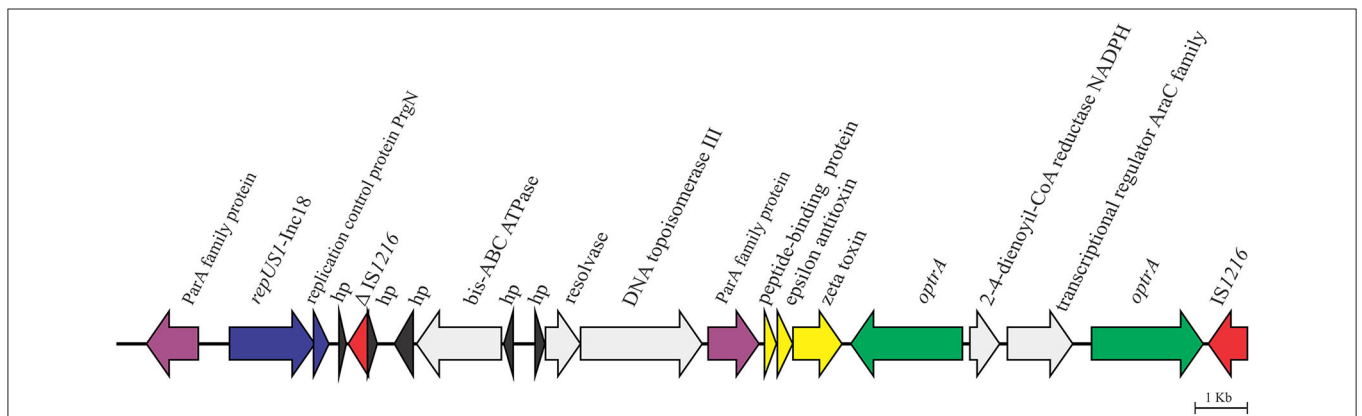 ParA family protein
repUS1-Inc18
replication control protein PrgN
hp
Δ IS1216
hp
hp
bis-ABC ATPase
hp
hp
resolvase
DNA topoisomerase III
ParA family protein
peptide-binding protein
epsilon antitoxin
zeta toxin
optrA
2-4-dienoyil-CoA reductase NADPH
transcriptional regulator AraC family
optrA
IS1216
1 Kb